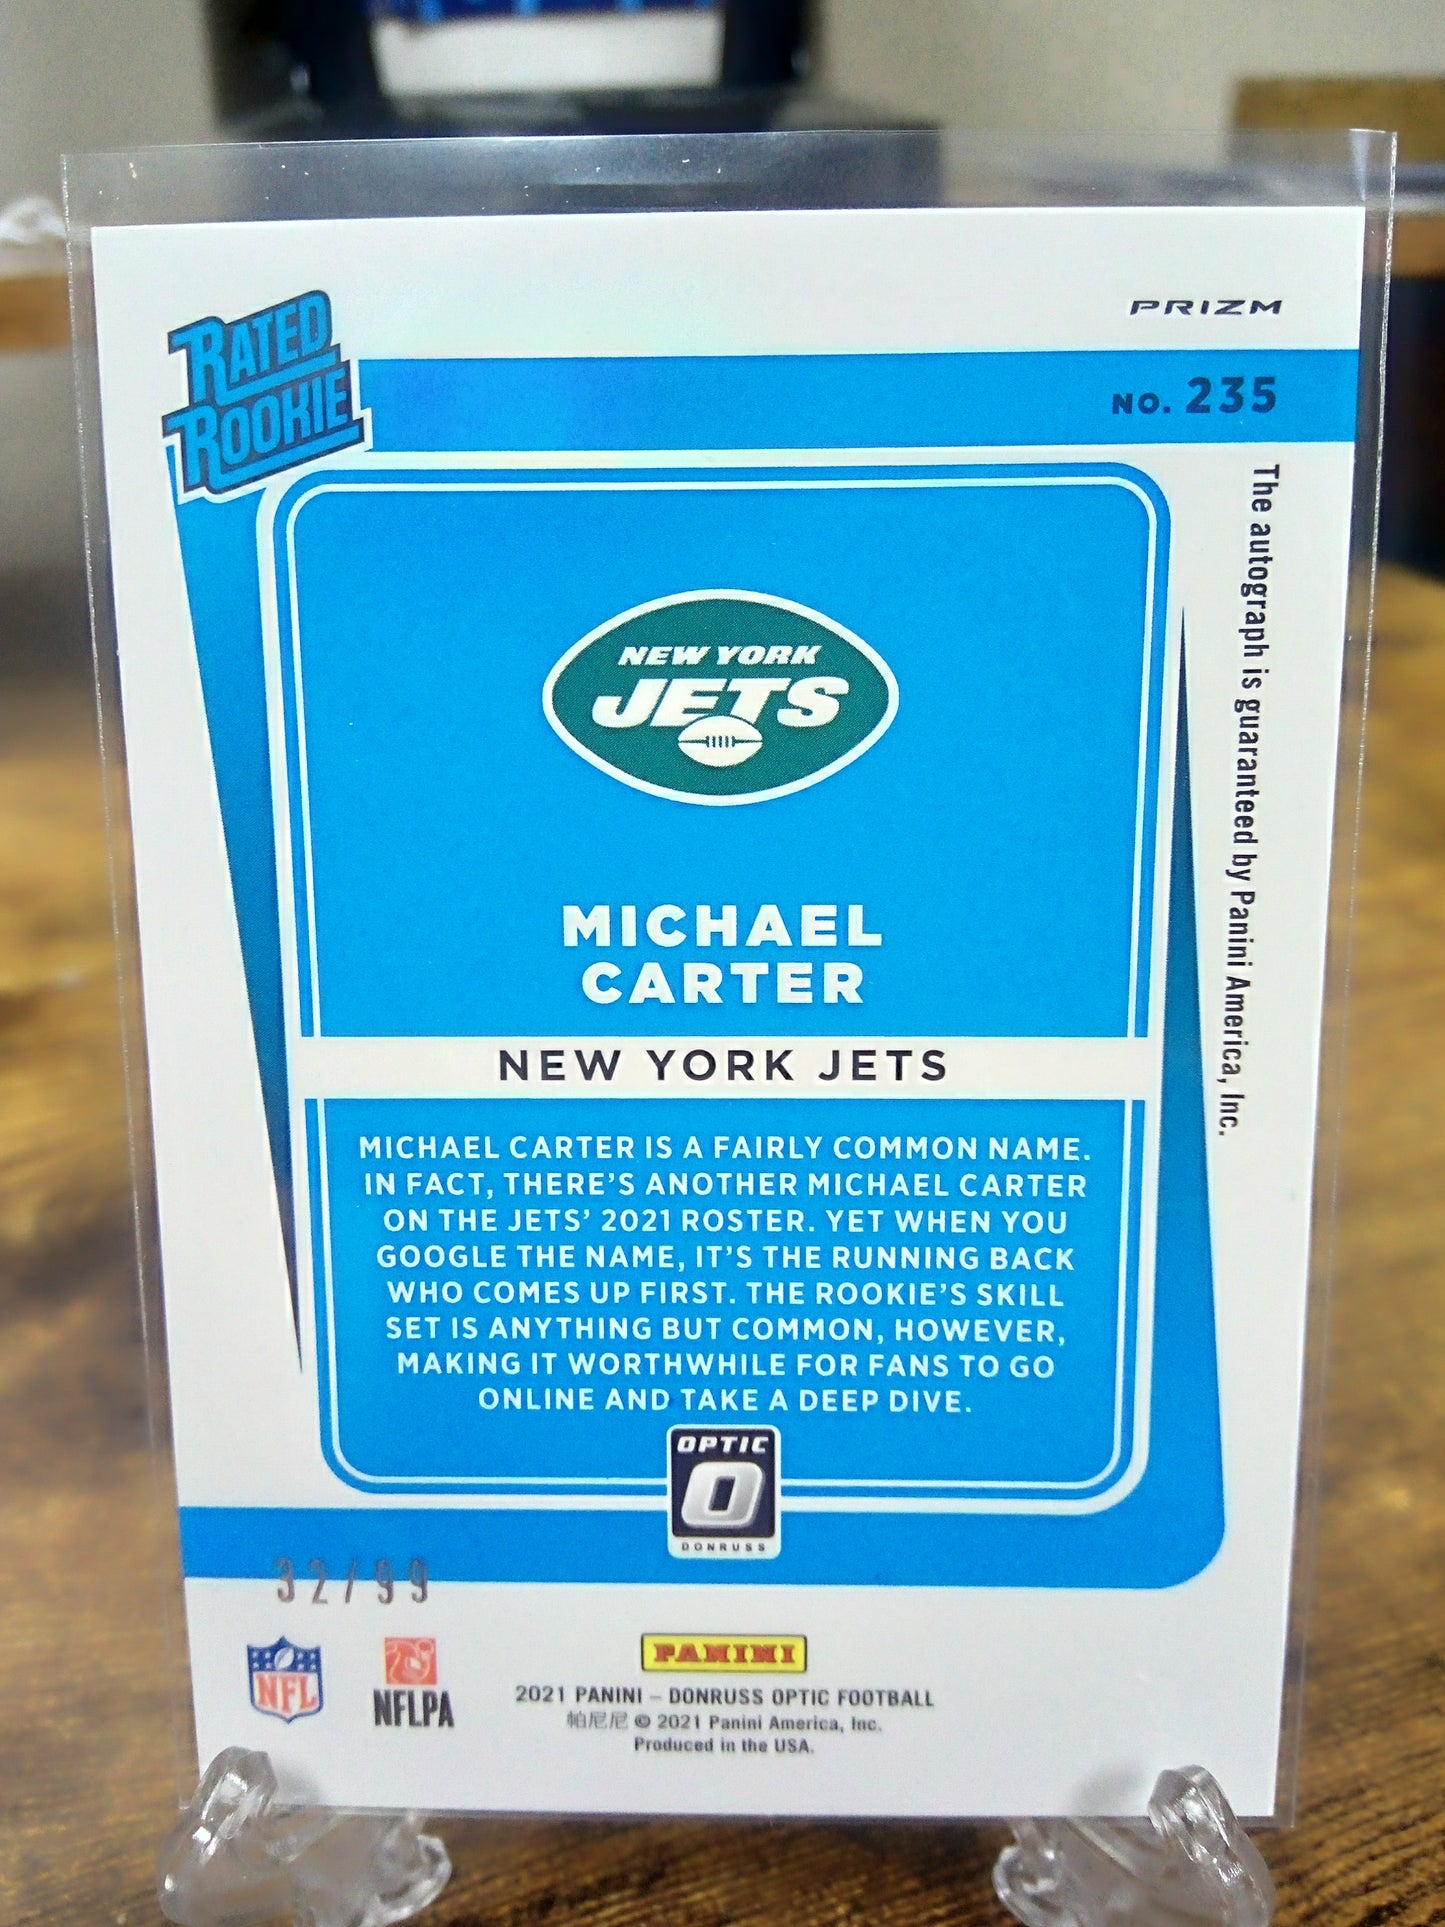 RATED
ROOKIE
PRIZM
NO. 235
The autograph is guaranteed by Panini America, Inc.
NEW YORK
JETS
MICHAEL
CARTER
NEW YORK JETS
MICHAEL CARTER IS A FAIRLY COMMON NAME.
IN FACT, THERE'S ANOTHER MICHAEL CARTER
ON THE JETS' 2021 ROSTER. YET WHEN YOU
GOOGLE THE NAME, IT'S THE RUNNING BACK
WHO COMES UP FIRST. THE ROOKIE'S SKILL
SET IS ANYTHING BUT COMMON, HOWEVER,
MAKING IT WORTHWHILE FOR FANS TO GO
ONLINE AND TAKE A DEEP DIVE.
OPTIC
O
DONRUSS
32/99
NFL
NFLPA
PANINI
2021 PANINI – DONRUSS OPTIC FOOTBALL
帕尼尼 © 2021 Panini America, Inc.
Produced in the USA.